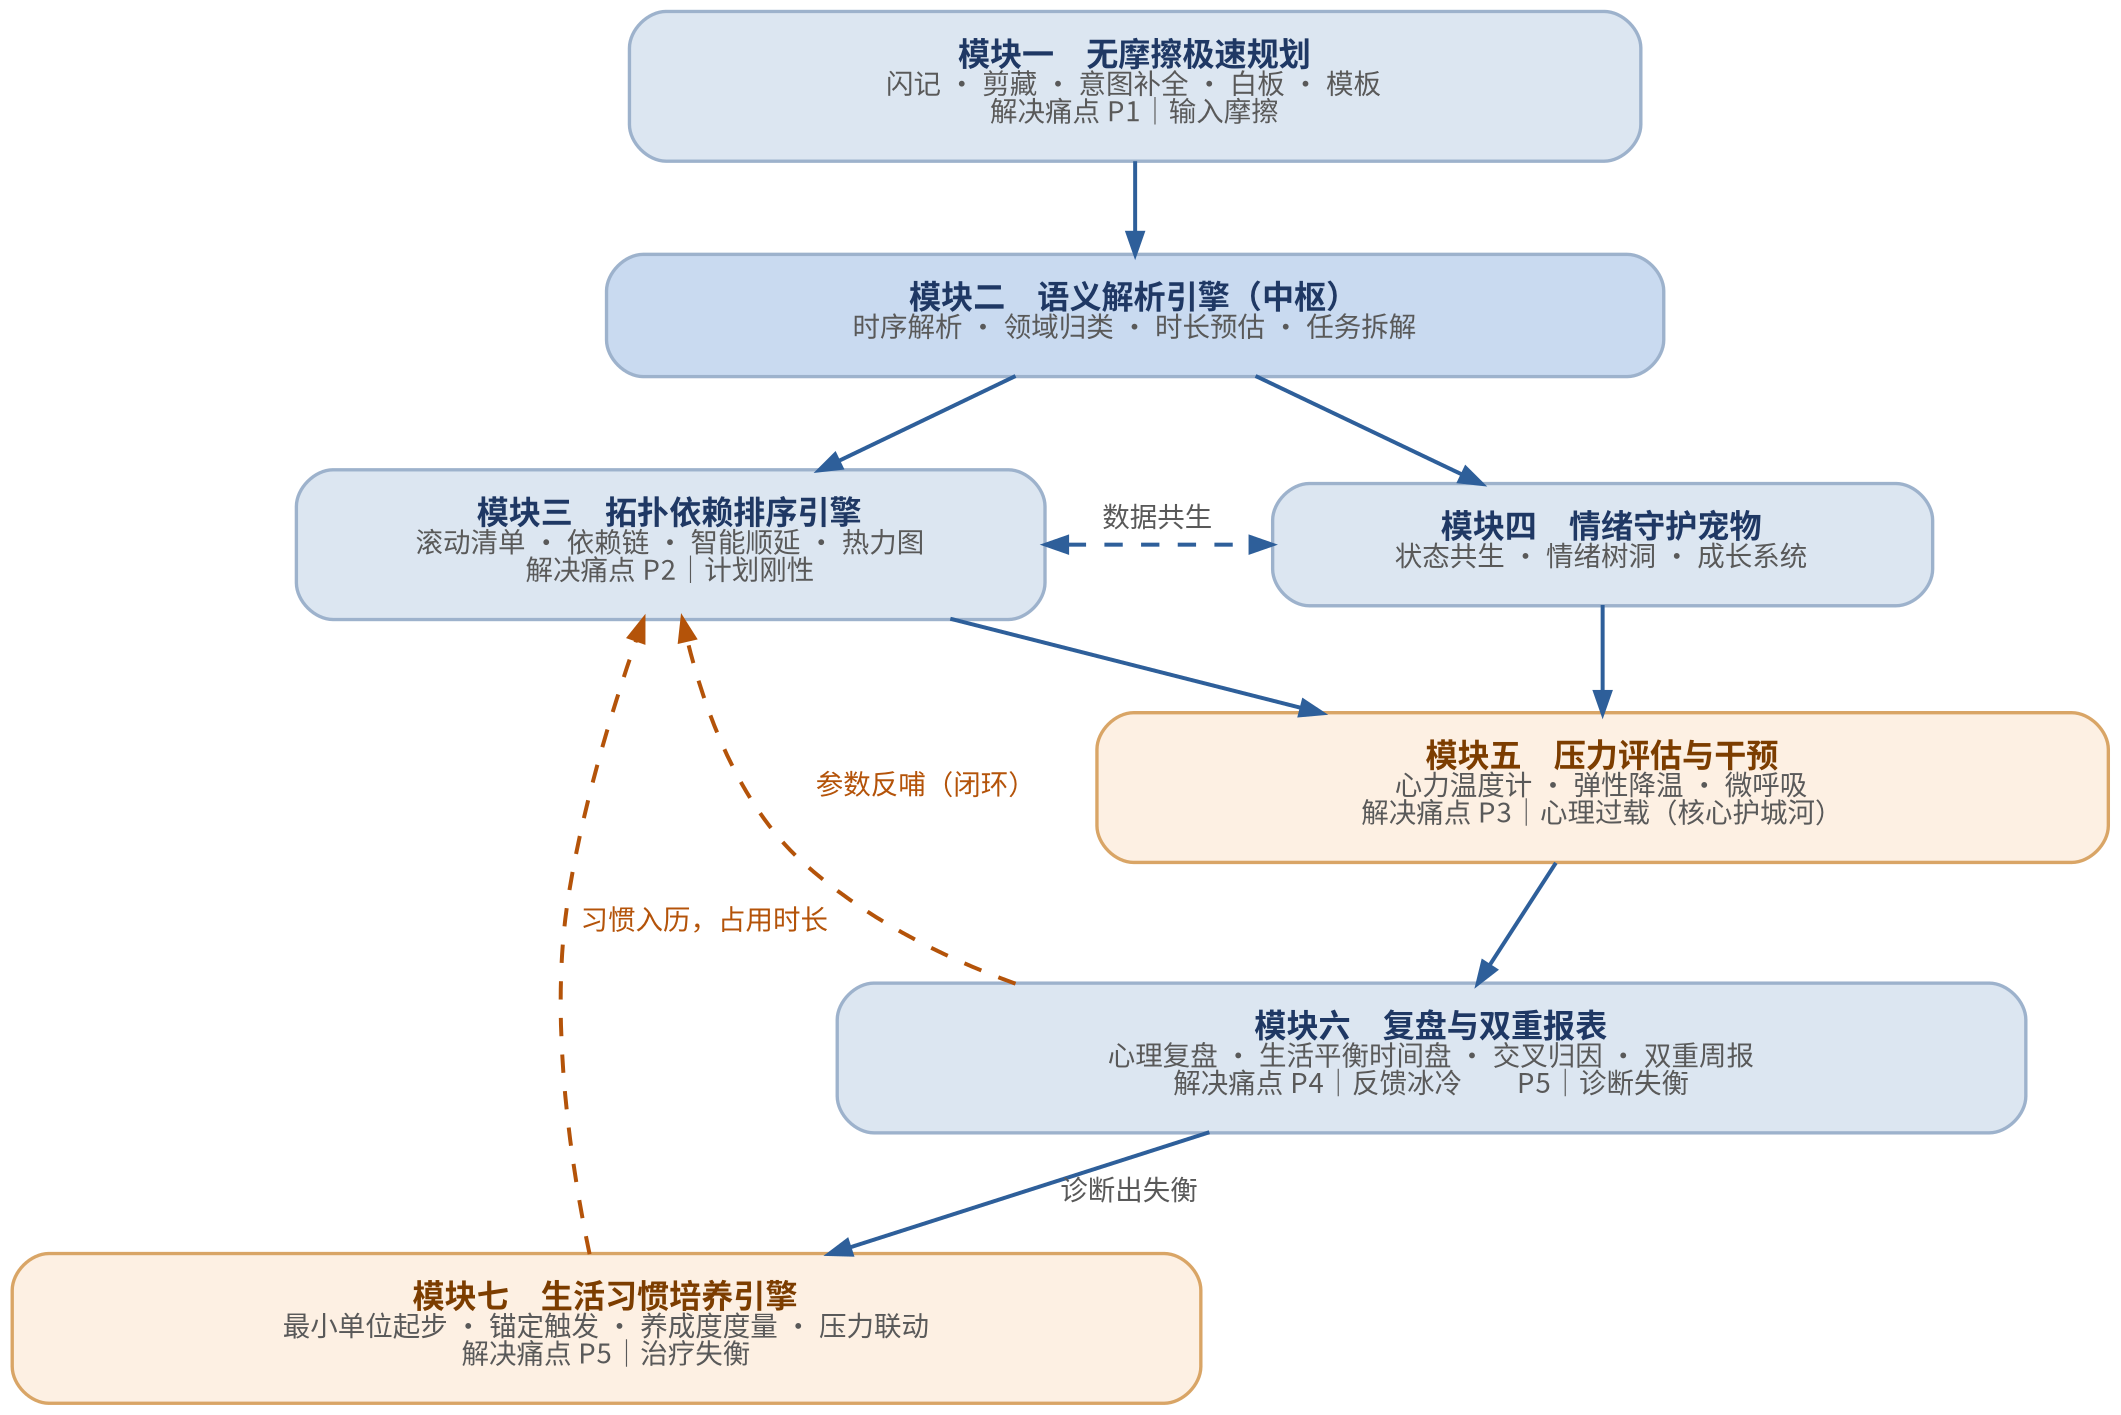 模块一　无摩擦极速规划
闪记 · 剪藏 · 意图补全 · 白板 · 模板
解决痛点 P1｜输入摩擦
模块二　语义解析引擎（中枢）
时序解析 · 领域归类 · 时长预估 · 任务拆解
模块三　拓扑依赖排序引擎
滚动清单 · 依赖链 · 智能顺延 · 热力图
解决痛点 P2｜计划刚性
数据共生
模块四　情绪守护宠物
状态共生 · 情绪树洞 · 成长系统
模块五　压力评估与干预
心力温度计 · 弹性降温 · 微呼吸
解决痛点 P3｜心理过载（核心护城河）
参数反哺（闭环）
习惯入历，占用时长
模块六　复盘与双重报表
心理复盘 · 生活平衡时间盘 · 交叉归因 · 双重周报
解决痛点 P4｜反馈冰冷　　P5｜诊断失衡
诊断出失衡
模块七　生活习惯培养引擎
最小单位起步 · 锚定触发 · 养成度度量 · 压力联动
解决痛点 P5｜治疗失衡